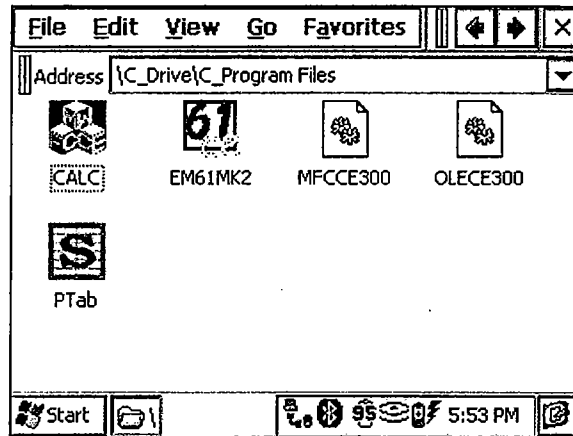 File Edit View Go Favorites
Address \C_Drive\C_Program Files
CALC EM61MK2 MFCCE300 OLECE300
PTab
Start \ 5:53 PM